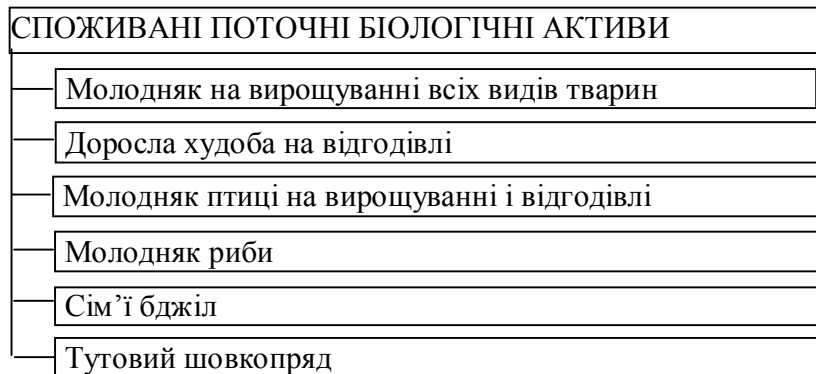 СПОЖИВАНІ ПОТОЧНІ БІОЛОГІЧНІ АКТИВИ
Молодняк на вирощуванні всіх видів тварин
Доросла худоба на відгодівлі
Молодняк птиці на вирощуванні і відгодівлі
Молодняк риби
Сім’ї бджіл
Тутовий шовкопряд